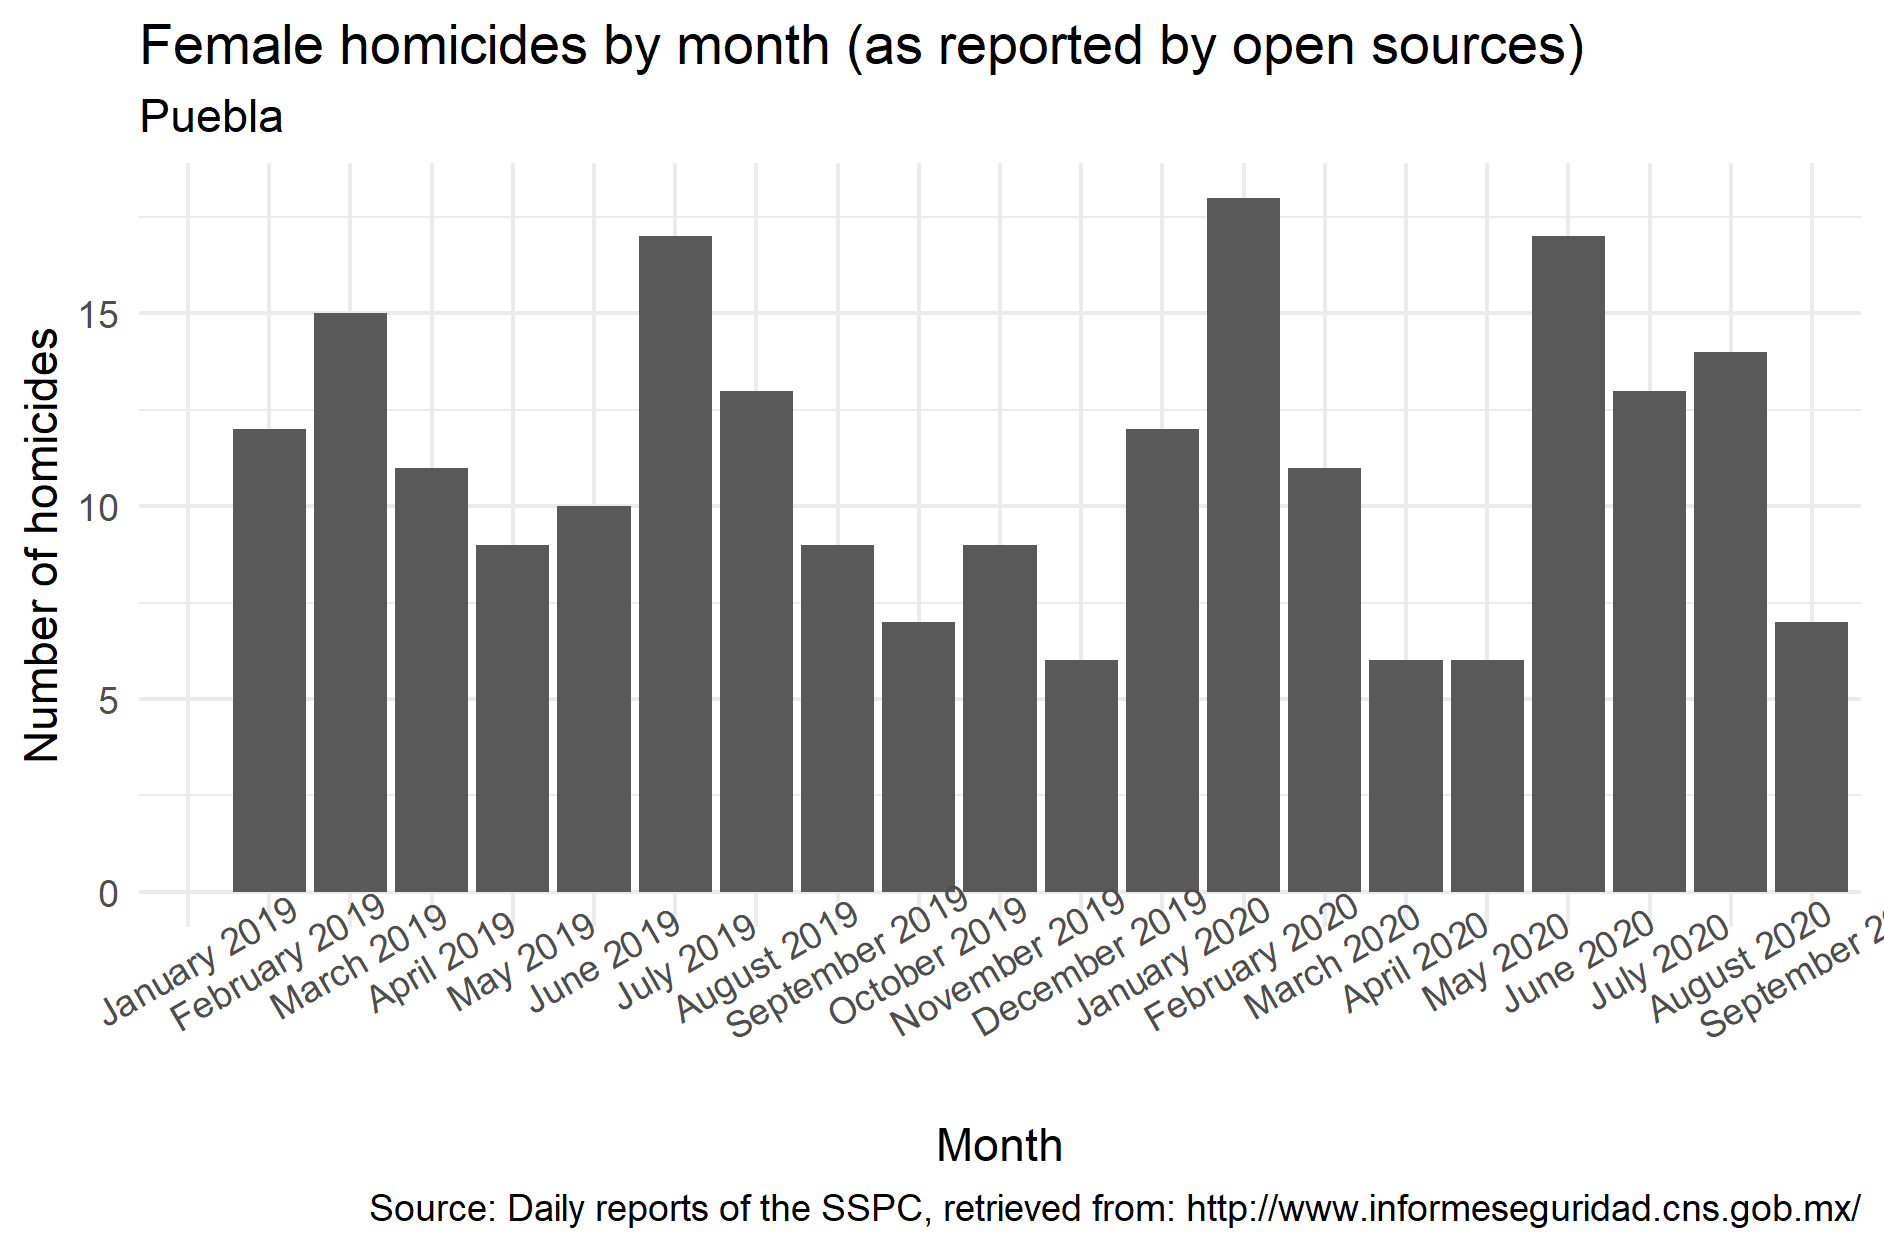 Female homicides by month (as reported by open sources)
Puebla
Number of homicides
15
10
5
0
January 2019
February 2019
March 2019
April 2019
May 2019
June 2019
July 2019
August 2019
September 2019
October 2019
November 2019
December 2019
January 2020
February 2020
March 2020
April 2020
May 2020
June 2020
July 2020
August 2020
September 2
Month
Source: Daily reports of the SSPC, retrieved from: http://www.informeseguridad.cns.gob.mx/